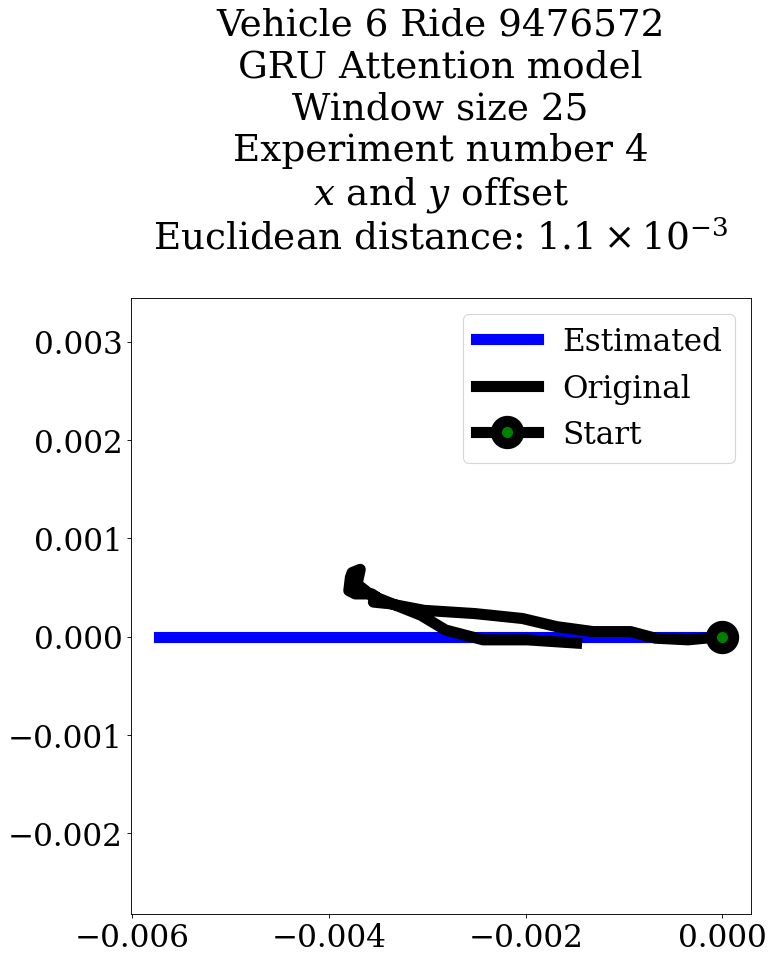 Vehicle 6 Ride 9476572
GRU Attention model
Window size 25
Experiment number 4
x and y offset
Euclidean distance: 1.1 × 10⁻³
Estimated
Original
Start
0.003
0.002
0.001
0.000
−0.001
−0.002
−0.006 −0.004 −0.002 0.000